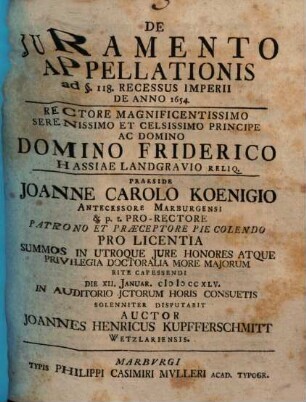 DE
JURAMENTO
APPELLATIONIS
ad §. 118. RECESSUS IMPERII
DE ANNO 1654.
RECTORE MAGNIFICENTISSIMO
SERENISSIMO ET CELSISSIMO PRINCIPE
AC DOMINO
DOMINO FRIDERICO
HASSIAE LANDGRAVIO RELIQ.
PRAESIDE
JOANNE CAROLO KOENIGIO
ANTECESSORE MARBURGENSI
& p. t. PRO-RECTORE
PATRONO ET PRAECEPTORE PIE COLENDO
PRO LICENTIA
SUMMOS IN UTROQUE JURE HONORES ATQUE
PRIVILEGIA DOCTORALIA MORE MAJORUM
RITE CAPESSENDI
DIE XII. JANUAR. cIↃIↃCC XLV.
IN AUDITORIO JCTORUM HORIS CONSUETIS
SOLENNITER DISPUTABIT
AUCTOR
JOANNES HENRICUS KUPFFERSCHMITT
WETZLARIENSIS.
MARBURGI
TYPIS PHILIPPI CASIMIRI MULLERI ACAD. TYPOGR.